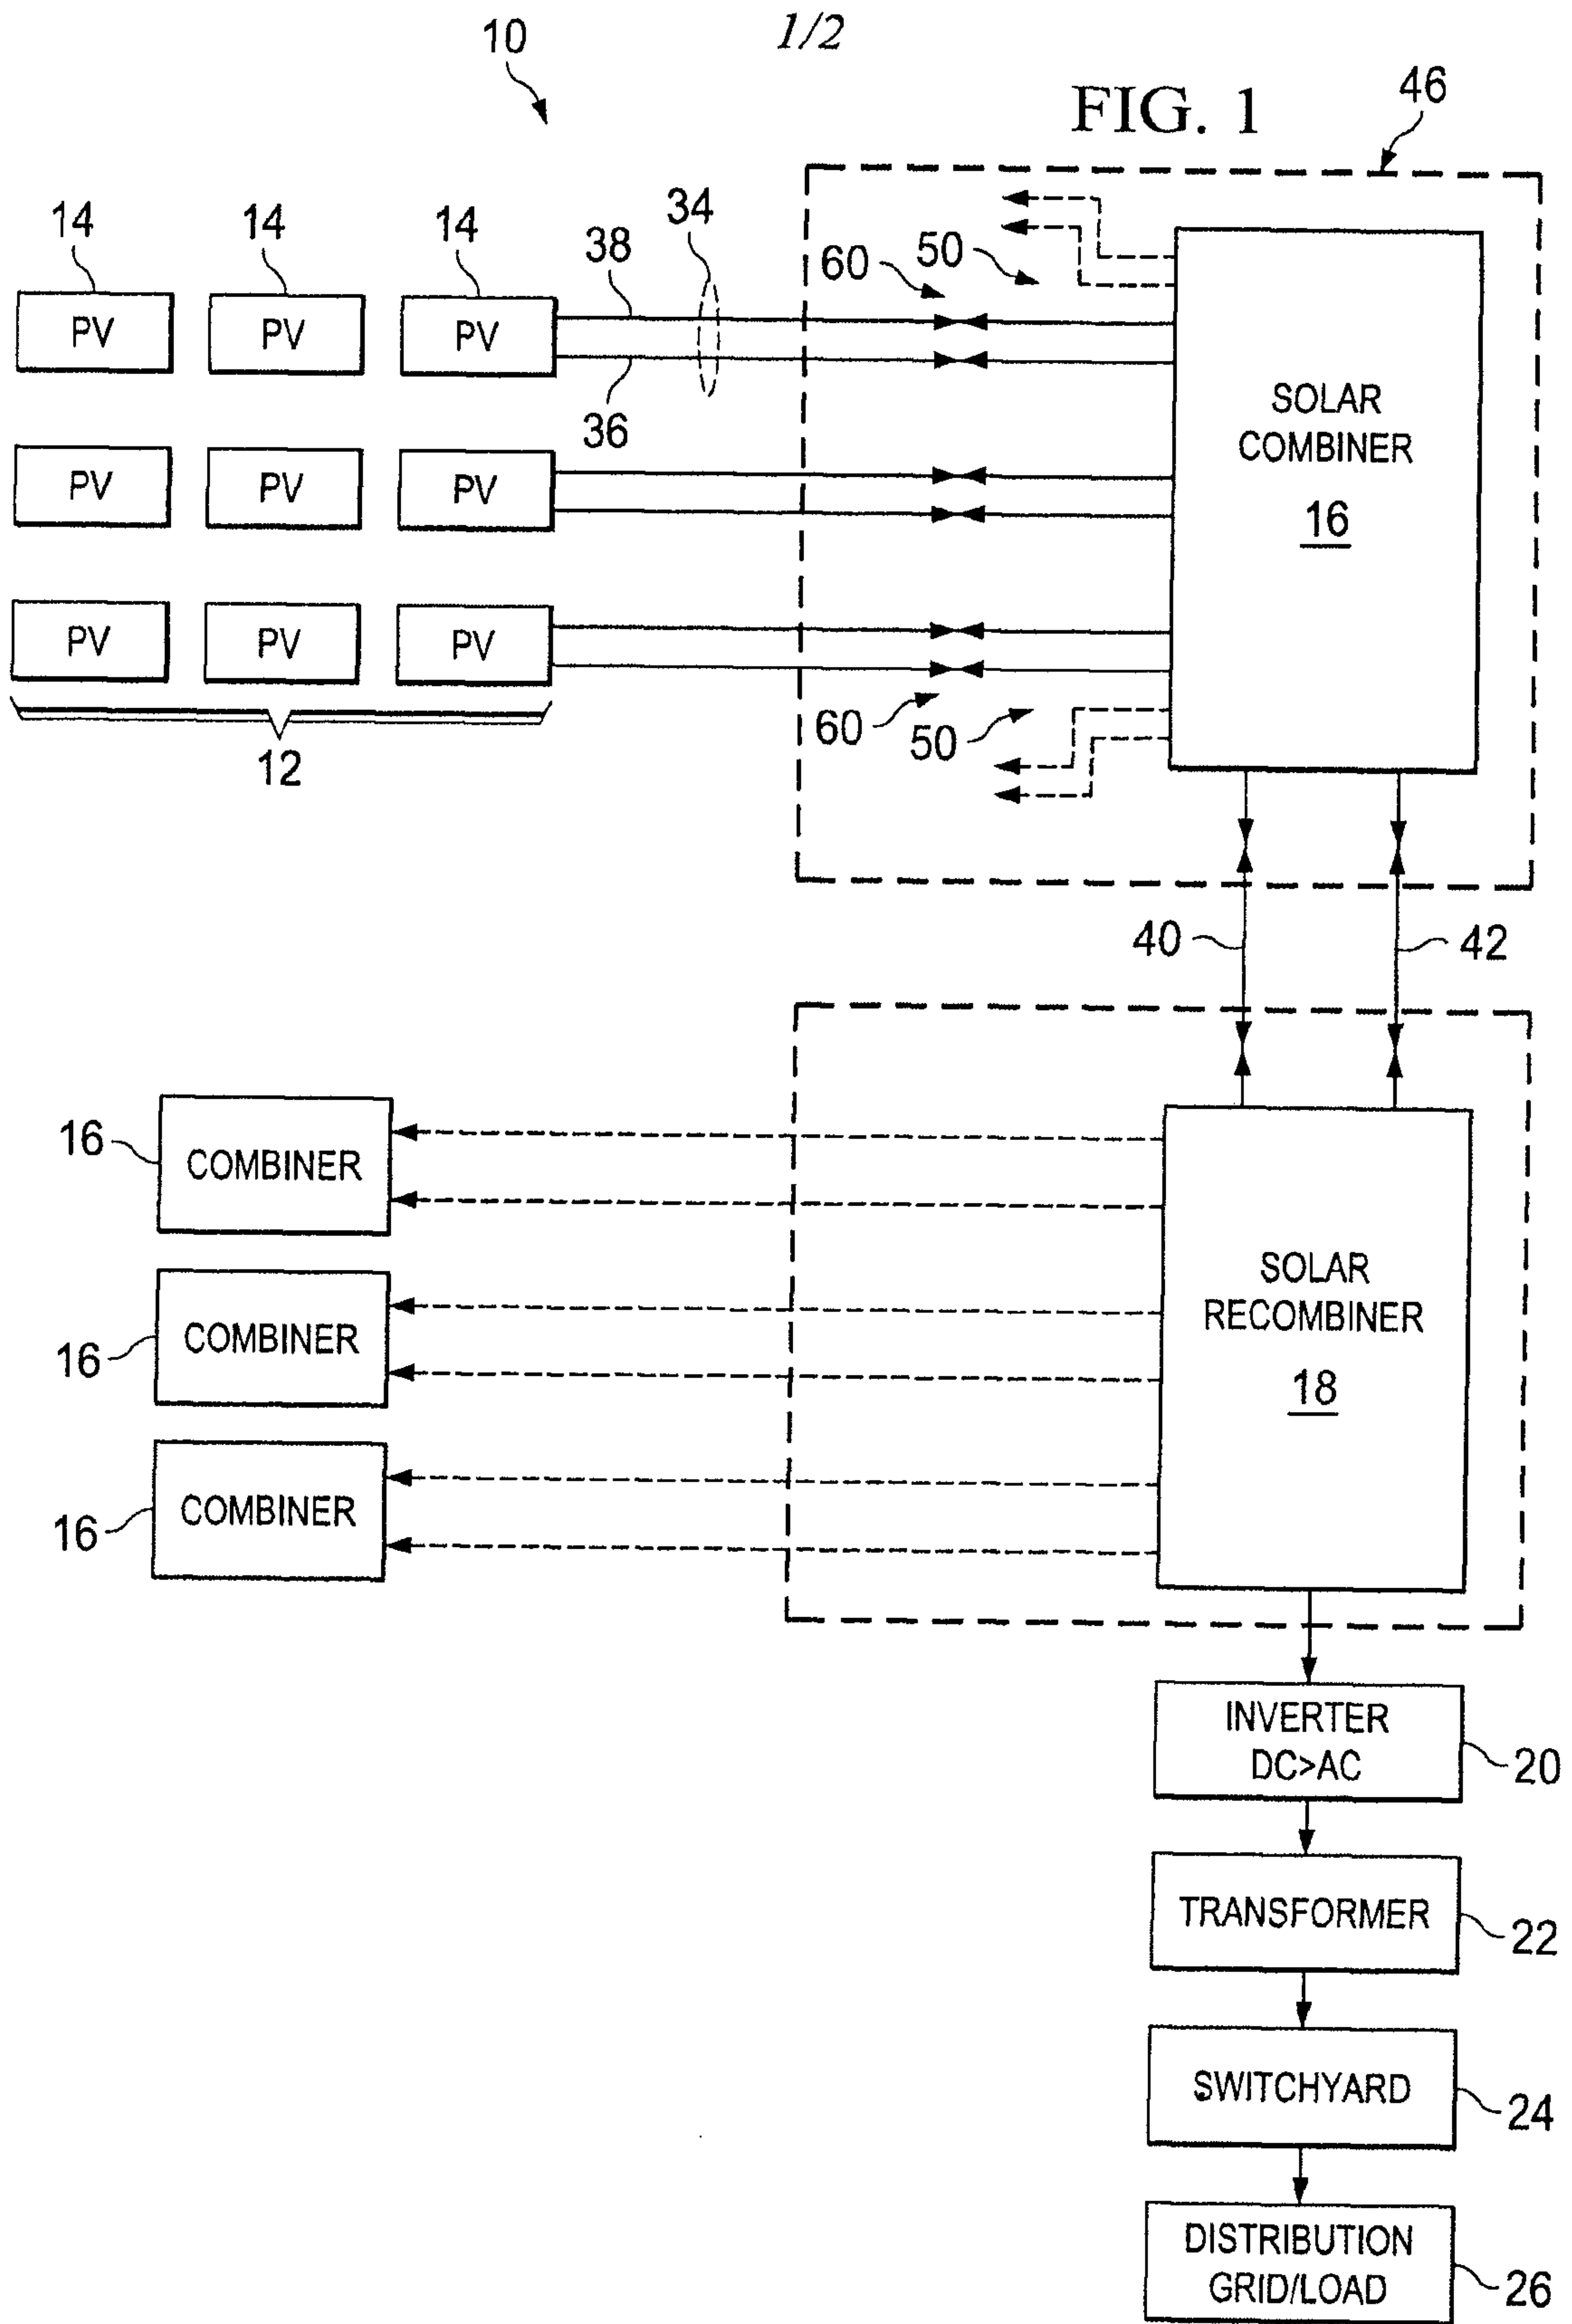 1/2
10
FIG. 1
46
14
14
14
38
34
60
50
PV
PV
PV
36
SOLAR
COMBINER
16
PV
PV
PV
PV
PV
PV
60
50
12
40
42
16
COMBINER
16
COMBINER
16
COMBINER
SOLAR
RECOMBINER
18
INVERTER
DC>AC
20
TRANSFORMER
22
SWITCHYARD
24
DISTRIBUTION
GRID/LOAD
26